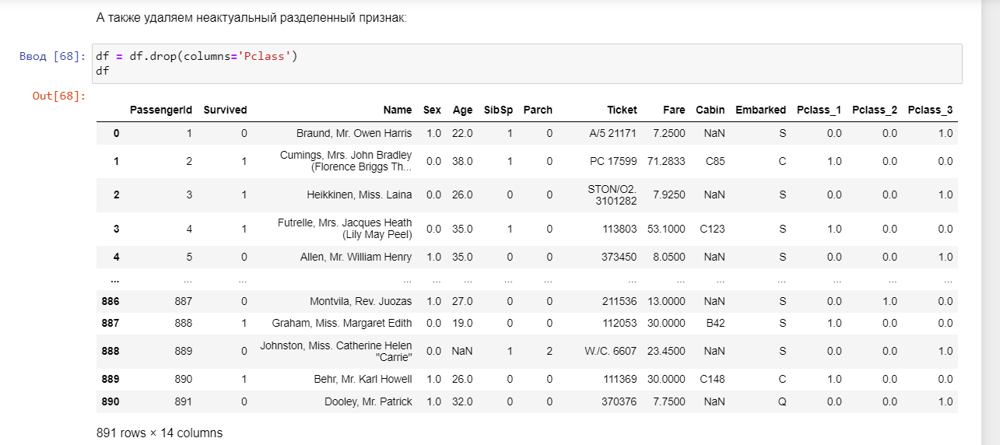 А также удаляем неактуальный разделенный признак:
Ввод [68]: df = df.drop(columns='Pclass')
df
Out[68]:
PassengerId Survived Name Sex Age SibSp Parch Ticket Fare Cabin Embarked Pclass_1 Pclass_2 Pclass_3
0 1 0 Braund, Mr. Owen Harris 1.0 22.0 1 0 A/5 21171 7.2500 NaN S 0.0 0.0 1.0
1 2 1 Cumings, Mrs. John Bradley (Florence Briggs Th... 0.0 38.0 1 0 PC 17599 71.2833 C85 C 1.0 0.0 0.0
2 3 1 Heikkinen, Miss. Laina 0.0 26.0 0 0 STON/O2. 3101282 7.9250 NaN S 0.0 0.0 1.0
3 4 1 Futrelle, Mrs. Jacques Heath (Lily May Peel) 0.0 35.0 1 0 113803 53.1000 C123 S 1.0 0.0 0.0
4 5 0 Allen, Mr. William Henry 1.0 35.0 0 0 373450 8.0500 NaN S 0.0 0.0 1.0
... ... ... ... ... ... ... ... ... ... ... ... ... ... ...
886 887 0 Montvila, Rev. Juozas 1.0 27.0 0 0 211536 13.0000 NaN S 0.0 1.0 0.0
887 888 1 Graham, Miss. Margaret Edith 0.0 19.0 0 0 112053 30.0000 B42 S 1.0 0.0 0.0
888 889 0 Johnston, Miss. Catherine Helen "Carrie" 0.0 NaN 1 2 W./C. 6607 23.4500 NaN S 0.0 0.0 1.0
889 890 1 Behr, Mr. Karl Howell 1.0 26.0 0 0 111369 30.0000 C148 C 1.0 0.0 0.0
890 891 0 Dooley, Mr. Patrick 1.0 32.0 0 0 370376 7.7500 NaN Q 0.0 0.0 1.0
891 rows × 14 columns